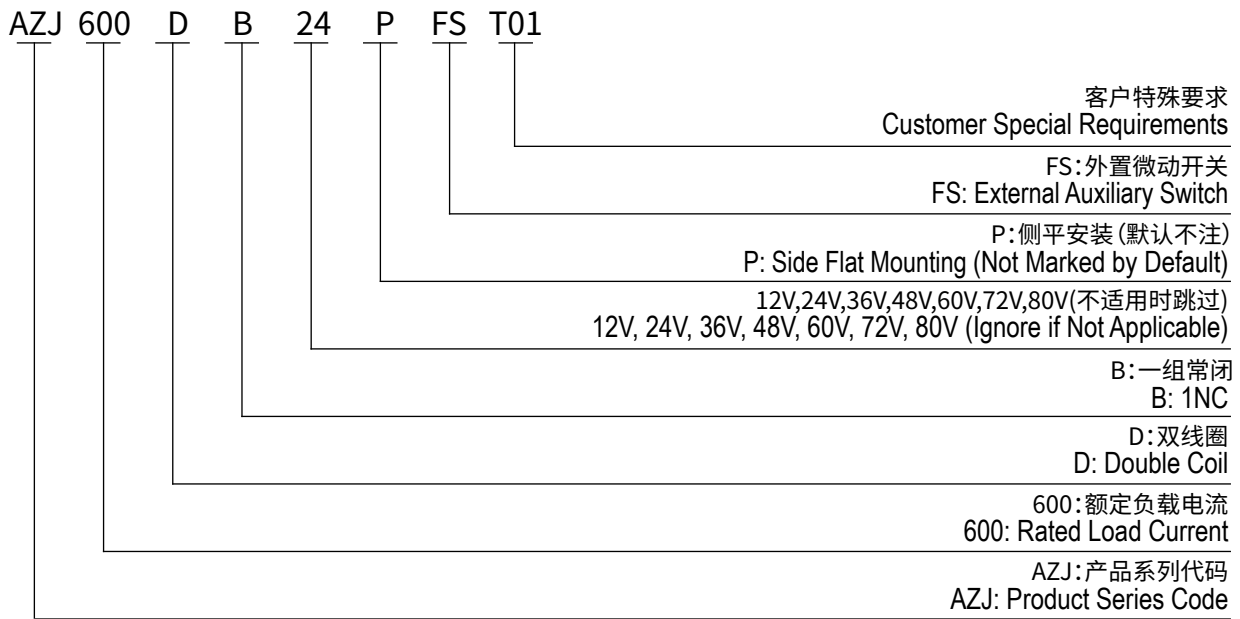 AZJ 600 D B 24 P FS T01
客户特殊要求
Customer Special Requirements
FS:外置微动开关
FS: External Auxiliary Switch
P:侧平安装(默认不注)
P: Side Flat Mounting (Not Marked by Default)
12V,24V,36V,48V,60V,72V,80V(不适用时跳过)
12V, 24V, 36V, 48V, 60V, 72V, 80V (Ignore if Not Applicable)
B:一组常闭
B: 1NC
D:双线圈
D: Double Coil
600:额定负载电流
600: Rated Load Current
AZJ:产品系列代码
AZJ: Product Series Code